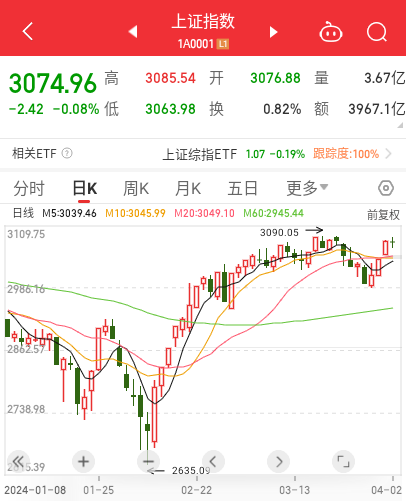 上证指数
1A0001 L1
3074.96 高 3085.54 开 3076.88 量 3.67亿
-2.42 -0.08% 低 3063.98 换 0.82% 额 3967.1亿
相关ETF ? 上证综指ETF 1.07 -0.19% 跟踪度:100%
分时 日K 周K 月K 五日 更多
日线 M5:3039.46 M10:3045.99 M20:3049.10 M60:2945.44 前复权
3109.75
3090.05
2986.16
2862.57
2738.98
2615.39
2635.09
2024-01-08 01-25 02-22 03-13 04-02